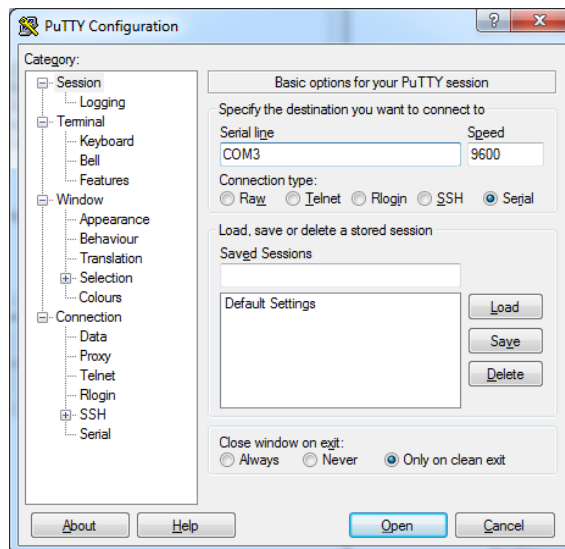 PuTTY Configuration
Category:
Session
Logging
Terminal
Keyboard
Bell
Features
Window
Appearance
Behaviour
Translation
Selection
Colours
Connection
Data
Proxy
Telnet
Rlogin
SSH
Serial
Basic options for your PuTTY session
Specify the destination you want to connect to
Serial line Speed
COM3 9600
Connection type:
Raw Telnet Rlogin SSH Serial
Load, save or delete a stored session
Saved Sessions
Default Settings
Load
Save
Delete
Close window on exit:
Always Never Only on clean exit
About Help Open Cancel